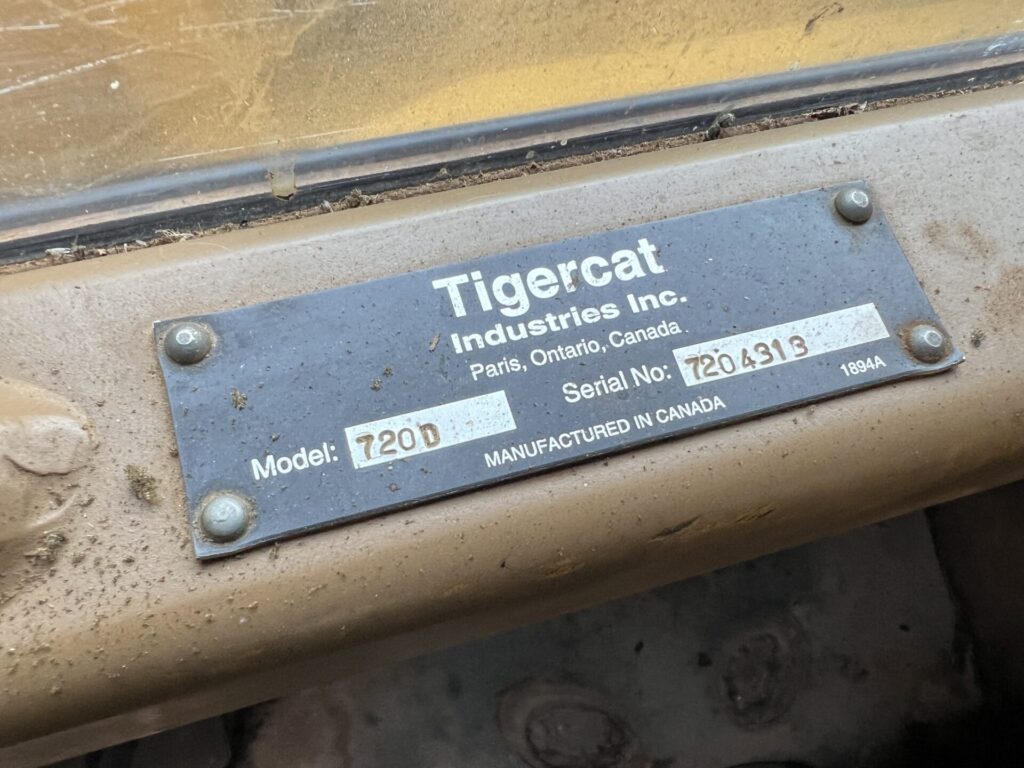 Tigercat
Industries Inc.
Paris, Ontario, Canada
Model: 720D
Serial No: 7204313
MANUFACTURED IN CANADA
1894A